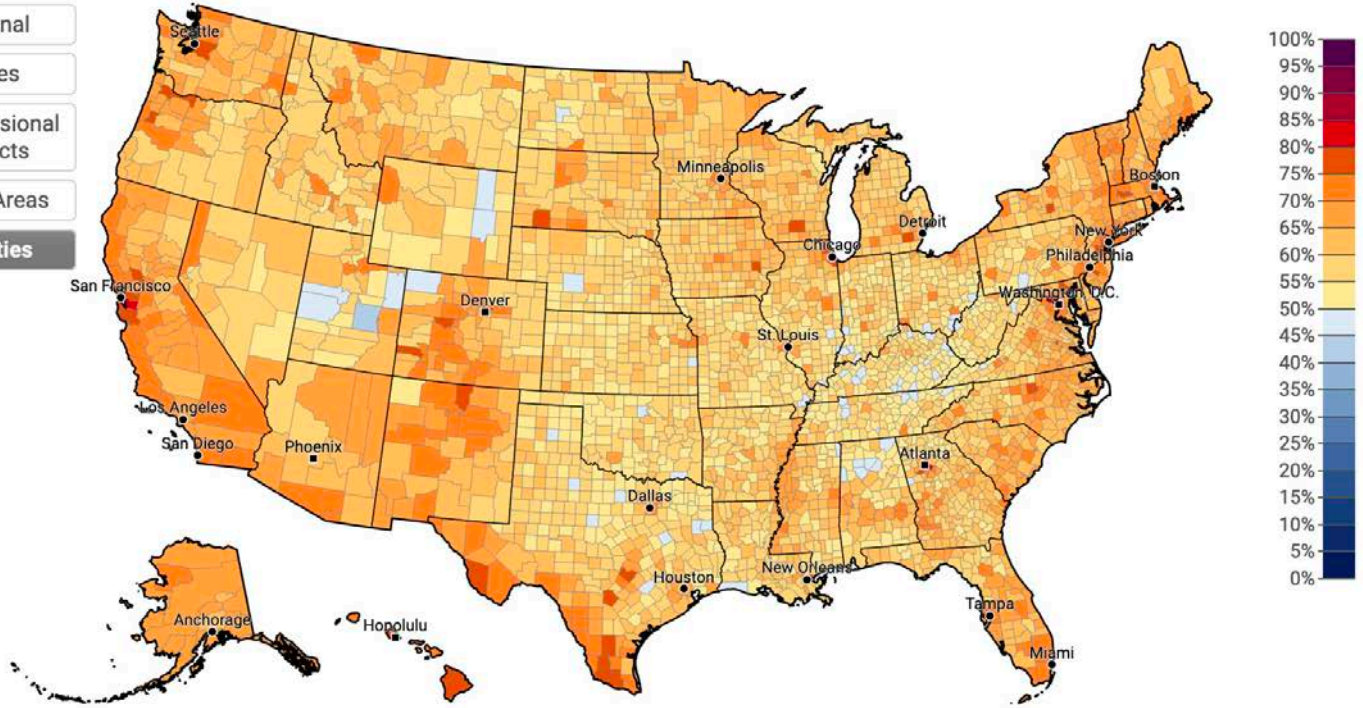 nal
es
sional
cts
Areas
ties
Seattle
Minneapolis
Boston
Detroit
New York
Chicago
Philadelphia
San Francisco
Washington, D.C.
Denver
St. Louis
Los Angeles
San Diego
Phoenix
Atlanta
Dallas
New Orleans
Houston
Tampa
Anchorage
Honolulu
Miami
100%
95%
90%
85%
80%
75%
70%
65%
60%
55%
50%
45%
40%
35%
30%
25%
20%
15%
10%
5%
0%